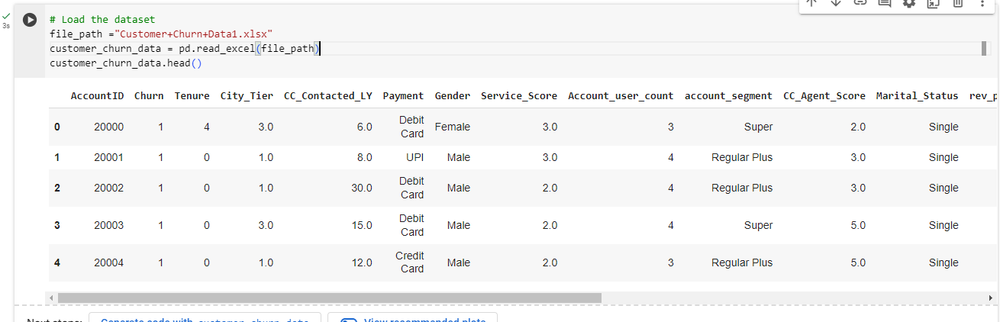 3s
# Load the dataset
file_path ="Customer+Churn+Data1.xlsx"
customer_churn_data = pd.read_excel(file_path)
customer_churn_data.head()
AccountID Churn Tenure City_Tier CC_Contacted_LY Payment Gender Service_Score Account_user_count account_segment CC_Agent_Score Marital_Status rev_p
0 20000 1 4 3.0 6.0 Debit Card Female 3.0 3 Super 2.0 Single
1 20001 1 0 1.0 8.0 UPI Male 3.0 4 Regular Plus 3.0 Single
2 20002 1 0 1.0 30.0 Debit Card Male 2.0 4 Regular Plus 3.0 Single
3 20003 1 0 3.0 15.0 Debit Card Male 2.0 4 Super 5.0 Single
4 20004 1 0 1.0 12.0 Credit Card Male 2.0 3 Regular Plus 5.0 Single
Next steps: Generate code with customer_churn_data View recommended plots